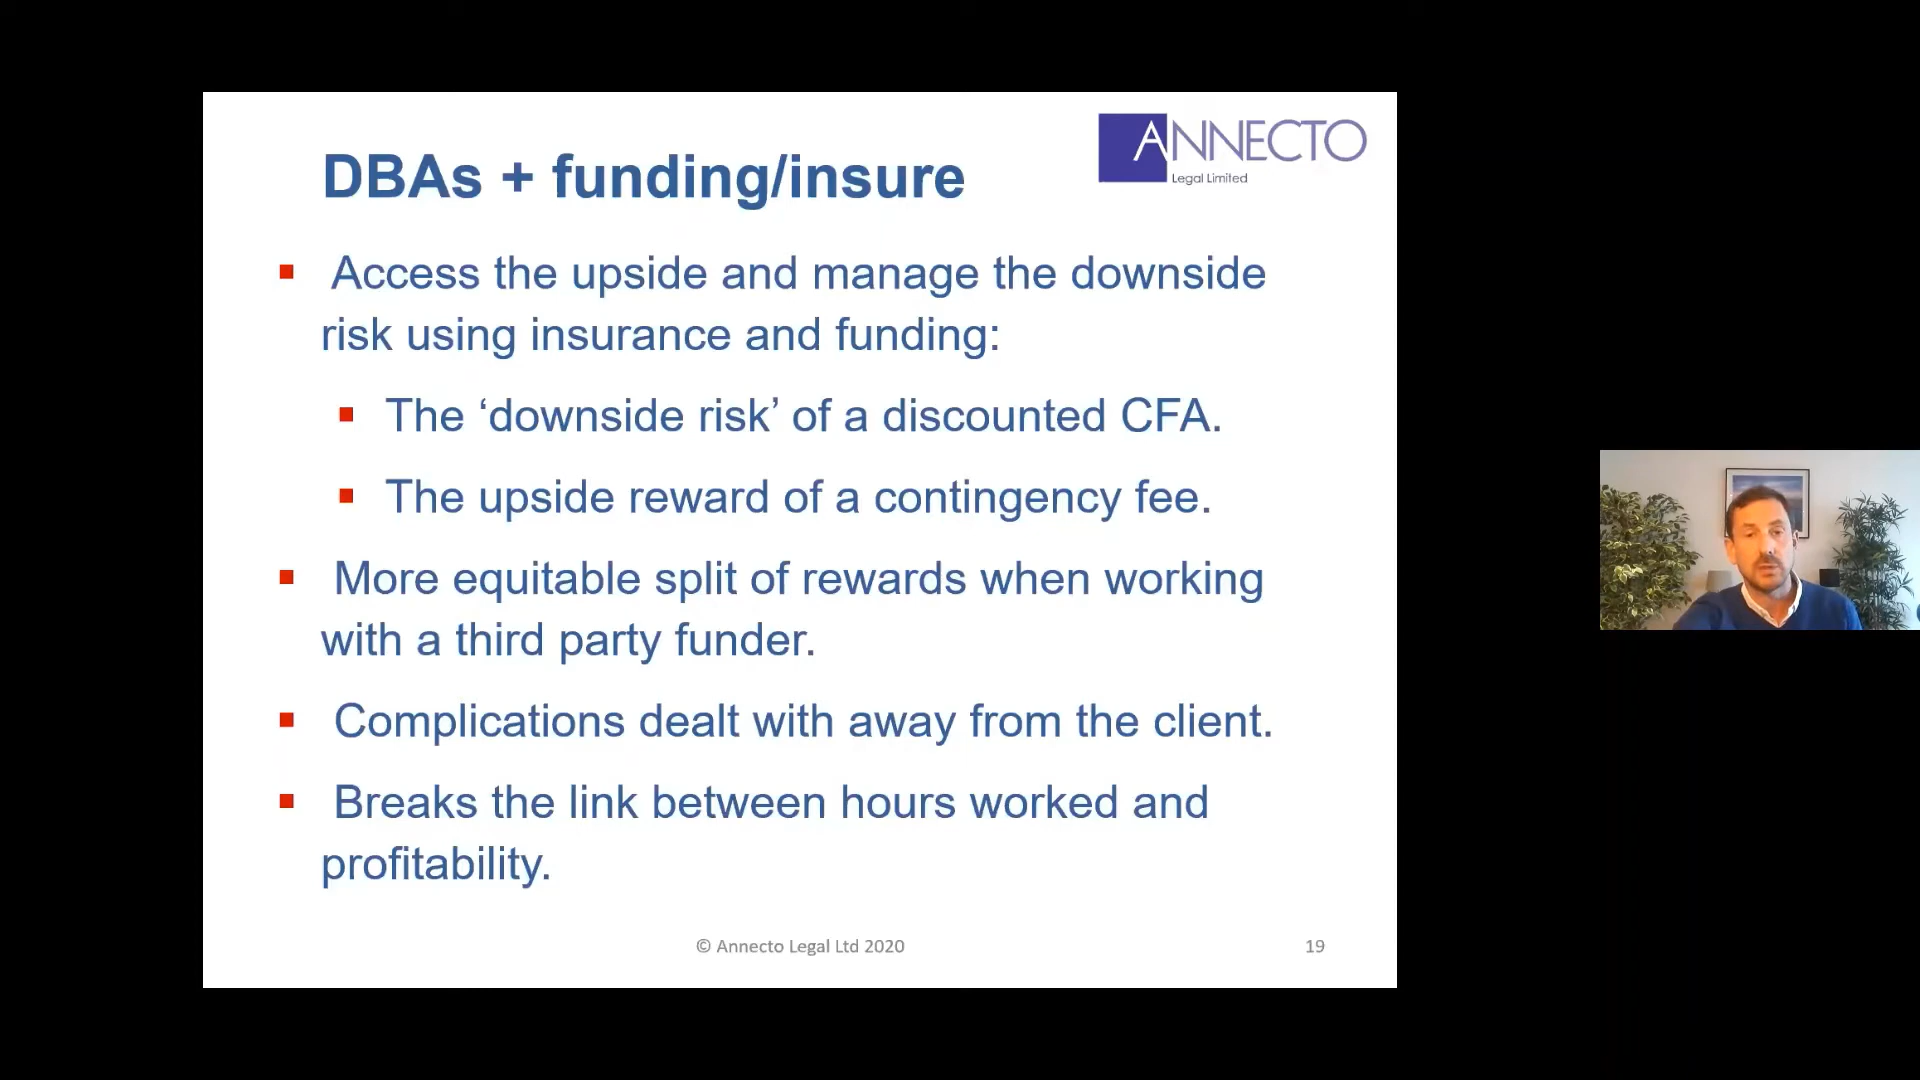 ANNECTO
Legal Limited
DBAs + funding/insure
▪ Access the upside and manage the downside
risk using insurance and funding:
▪ The ‘downside risk’ of a discounted CFA.
▪ The upside reward of a contingency fee.
▪ More equitable split of rewards when working
with a third party funder.
▪ Complications dealt with away from the client.
▪ Breaks the link between hours worked and
profitability.
© Annecto Legal Ltd 2020
19